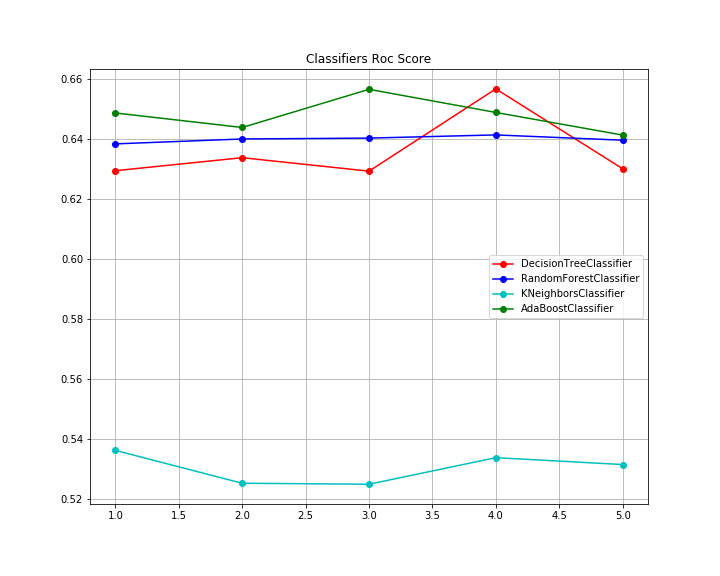 Classifiers Roc Score
0.66
0.64
0.62
0.60
0.58
0.56
0.54
0.52
DecisionTreeClassifier
RandomForestClassifier
KNeighborsClassifier
AdaBoostClassifier
1.0 1.5 2.0 2.5 3.0 3.5 4.0 4.5 5.0